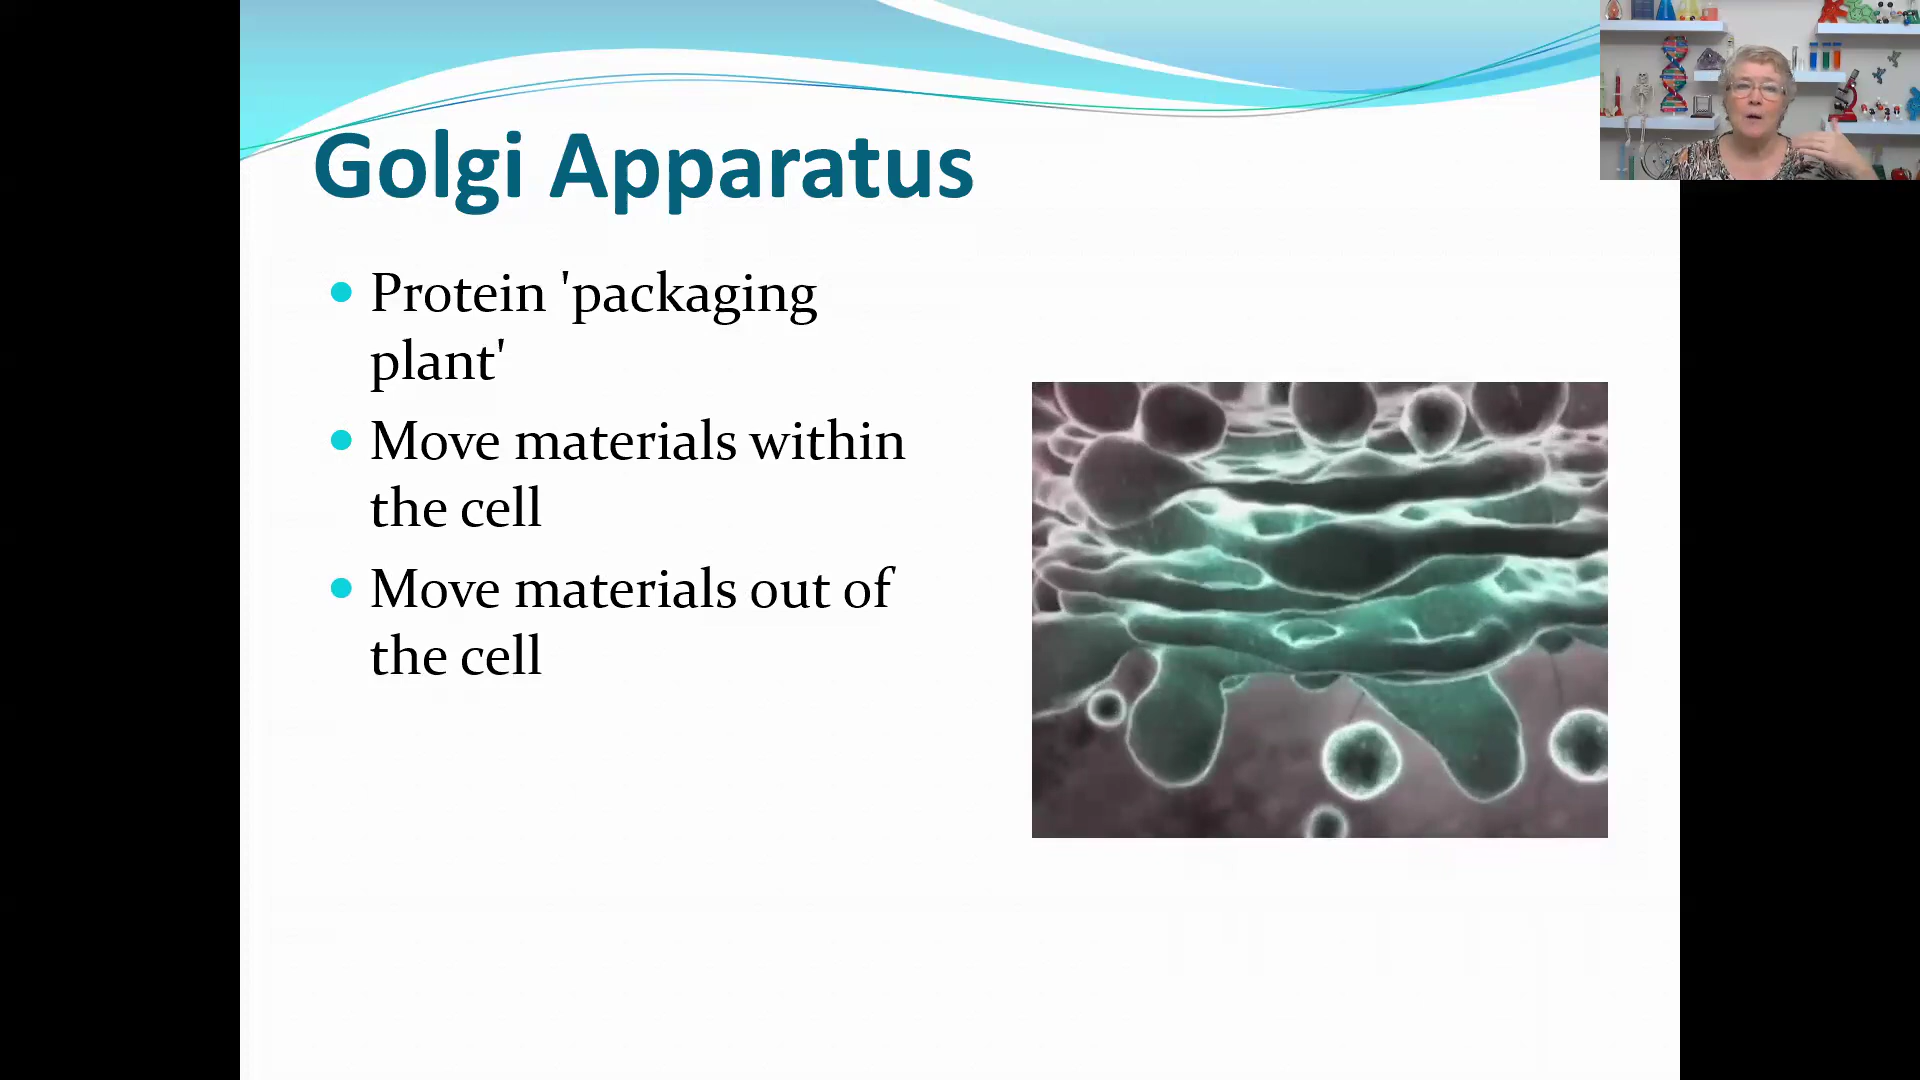 Golgi Apparatus
Protein 'packaging
plant'
Move materials within
the cell
Move materials out of
the cell